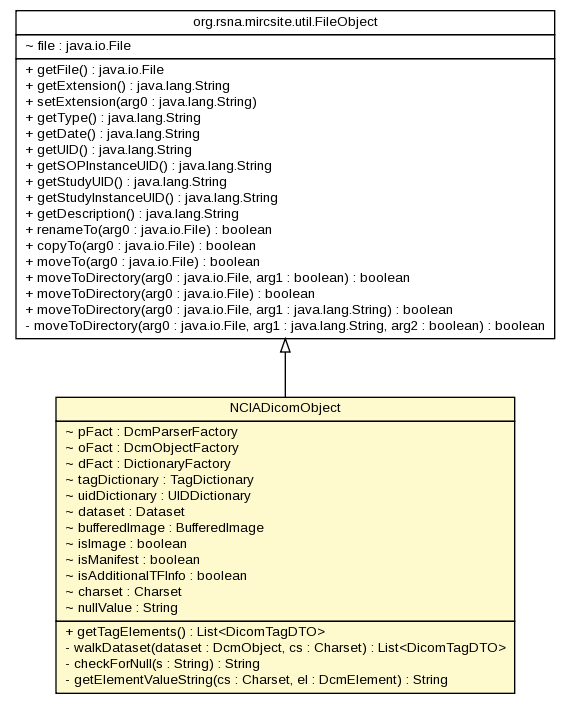 org.rsna.mircsite.util.FileObject
~ file : java.io.File
+ getFile() : java.io.File
+ getExtension() : java.lang.String
+ setExtension(arg0 : java.lang.String)
+ getType() : java.lang.String
+ getDate() : java.lang.String
+ getUID() : java.lang.String
+ getSOPInstanceUID() : java.lang.String
+ getStudyUID() : java.lang.String
+ getStudyInstanceUID() : java.lang.String
+ getDescription() : java.lang.String
+ renameTo(arg0 : java.io.File) : boolean
+ copyTo(arg0 : java.io.File) : boolean
+ moveTo(arg0 : java.io.File) : boolean
+ moveToDirectory(arg0 : java.io.File, arg1 : boolean) : boolean
+ moveToDirectory(arg0 : java.io.File) : boolean
+ moveToDirectory(arg0 : java.io.File, arg1 : java.lang.String) : boolean
- moveToDirectory(arg0 : java.io.File, arg1 : java.lang.String, arg2 : boolean) : boolean
NCIADicomObject
~ pFact : DcmParserFactory
~ oFact : DcmObjectFactory
~ dFact : DictionaryFactory
~ tagDictionary : TagDictionary
~ uidDictionary : UIDDictionary
~ dataset : Dataset
~ bufferedImage : BufferedImage
~ isImage : boolean
~ isManifest : boolean
~ isAdditionalTFInfo : boolean
~ charset : Charset
~ nullValue : String
+ getTagElements() : List<DicomTagDTO>
- walkDataset(dataset : DcmObject, cs : Charset) : List<DicomTagDTO>
- checkForNull(s : String) : String
- getElementValueString(cs : Charset, el : DcmElement) : String